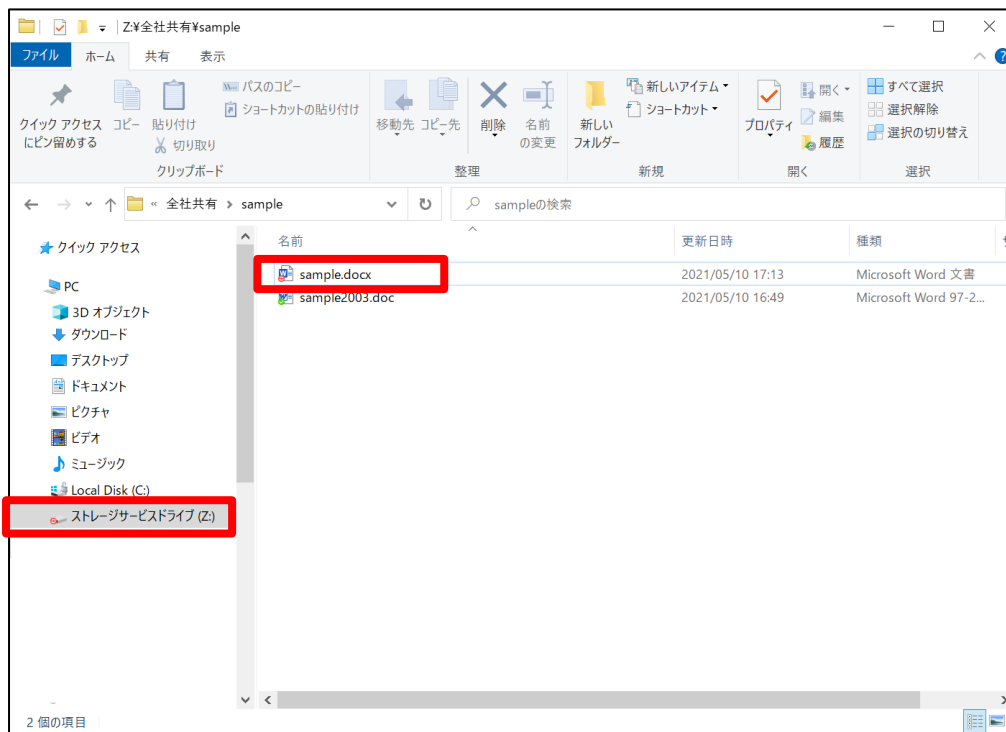 Z:¥全社共有¥sample
ファイル ホーム 共有 表示
クイック アクセス
にピン留めする
コピー
貼り付け
パスのコピー
ショートカットの貼り付け
切り取り
クリップボード
移動先 コピー先
削除
名前
の変更
整理
新しい
フォルダー
新しいアイテム
ショートカット
新規
プロパティ
開く
編集
履歴
開く
すべて選択
選択解除
選択の切り替え
選択
« 全社共有 › sample
sampleの検索
クイック アクセス
PC
3D オブジェクト
ダウンロード
デスクトップ
ドキュメント
ピクチャ
ビデオ
ミュージック
Local Disk (C:)
ストレージサービスドライブ (Z:)
名前 更新日時 種類
sample.docx 2021/05/10 17:13 Microsoft Word 文書
sample2003.doc 2021/05/10 16:49 Microsoft Word 97-2...
2 個の項目